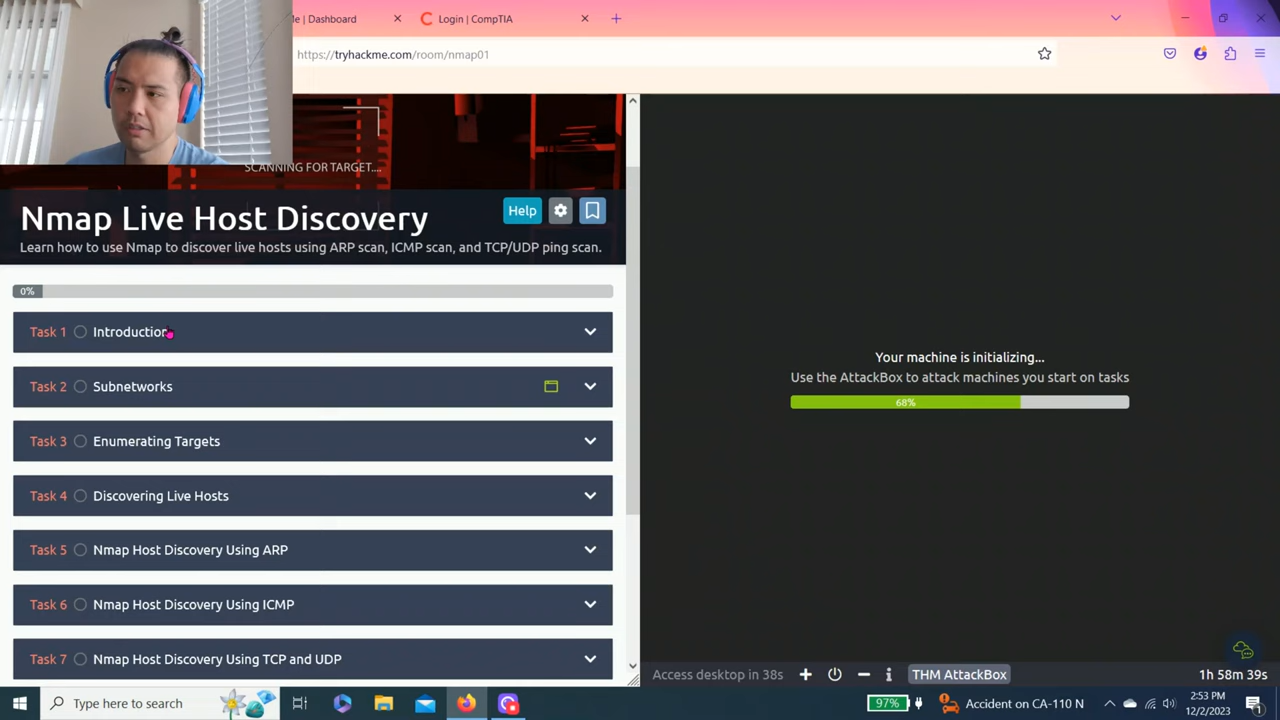 Me | Dashboard
Login | CompTIA
https://tryhackme.com/room/nmap01
SCANNING FOR TARGET....
Nmap Live Host Discovery
Help
Learn how to use Nmap to discover live hosts using ARP scan, ICMP scan, and TCP/UDP ping scan.
0%
Task 1 Introduction
Task 2 Subnetworks
Task 3 Enumerating Targets
Task 4 Discovering Live Hosts
Task 5 Nmap Host Discovery Using ARP
Task 6 Nmap Host Discovery Using ICMP
Task 7 Nmap Host Discovery Using TCP and UDP
Your machine is initializing...
Use the AttackBox to attack machines you start on tasks
68%
Access desktop in 38s
THM AttackBox
1h 58m 39s
Type here to search
97%
Accident on CA-110 N
2:53 PM
12/2/2023
1